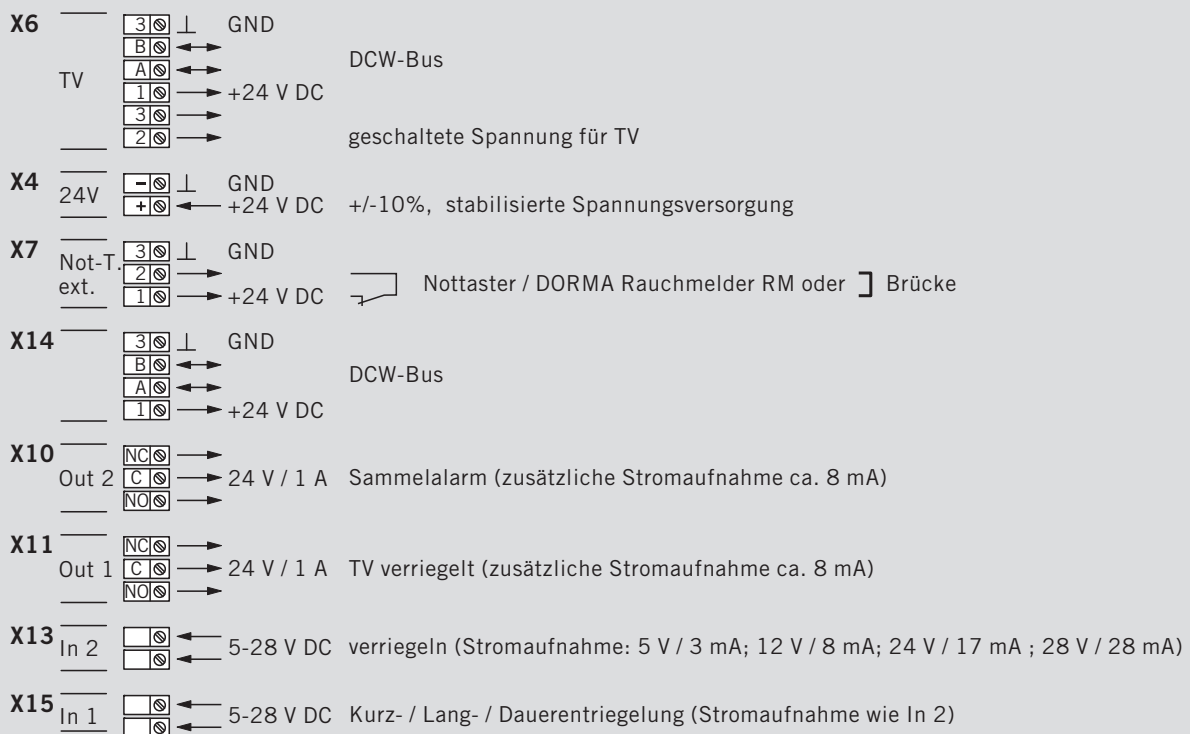 X6
3 ⊥ GND
B
DCW-Bus
A
TV
1 +24 V DC
3
2 geschaltete Spannung für TV
X4
24V
- ⊥ GND
+ +24 V DC +/-10%, stabilisierte Spannungsversorgung
X7
Not-T.
ext.
3 ⊥ GND
2
1 +24 V DC Nottaster / DORMA Rauchmelder RM oder Brücke
X14
3 ⊥ GND
B
DCW-Bus
A
1 +24 V DC
X10
NC
Out 2 C 24 V / 1 A Sammelalarm (zusätzliche Stromaufnahme ca. 8 mA)
NO
X11
NC
Out 1 C 24 V / 1 A TV verriegelt (zusätzliche Stromaufnahme ca. 8 mA)
NO
X13
In 2 5-28 V DC verriegeln (Stromaufnahme: 5 V / 3 mA; 12 V / 8 mA; 24 V / 17 mA ; 28 V / 28 mA)
X15
In 1 5-28 V DC Kurz- / Lang- / Dauerentriegelung (Stromaufnahme wie In 2)